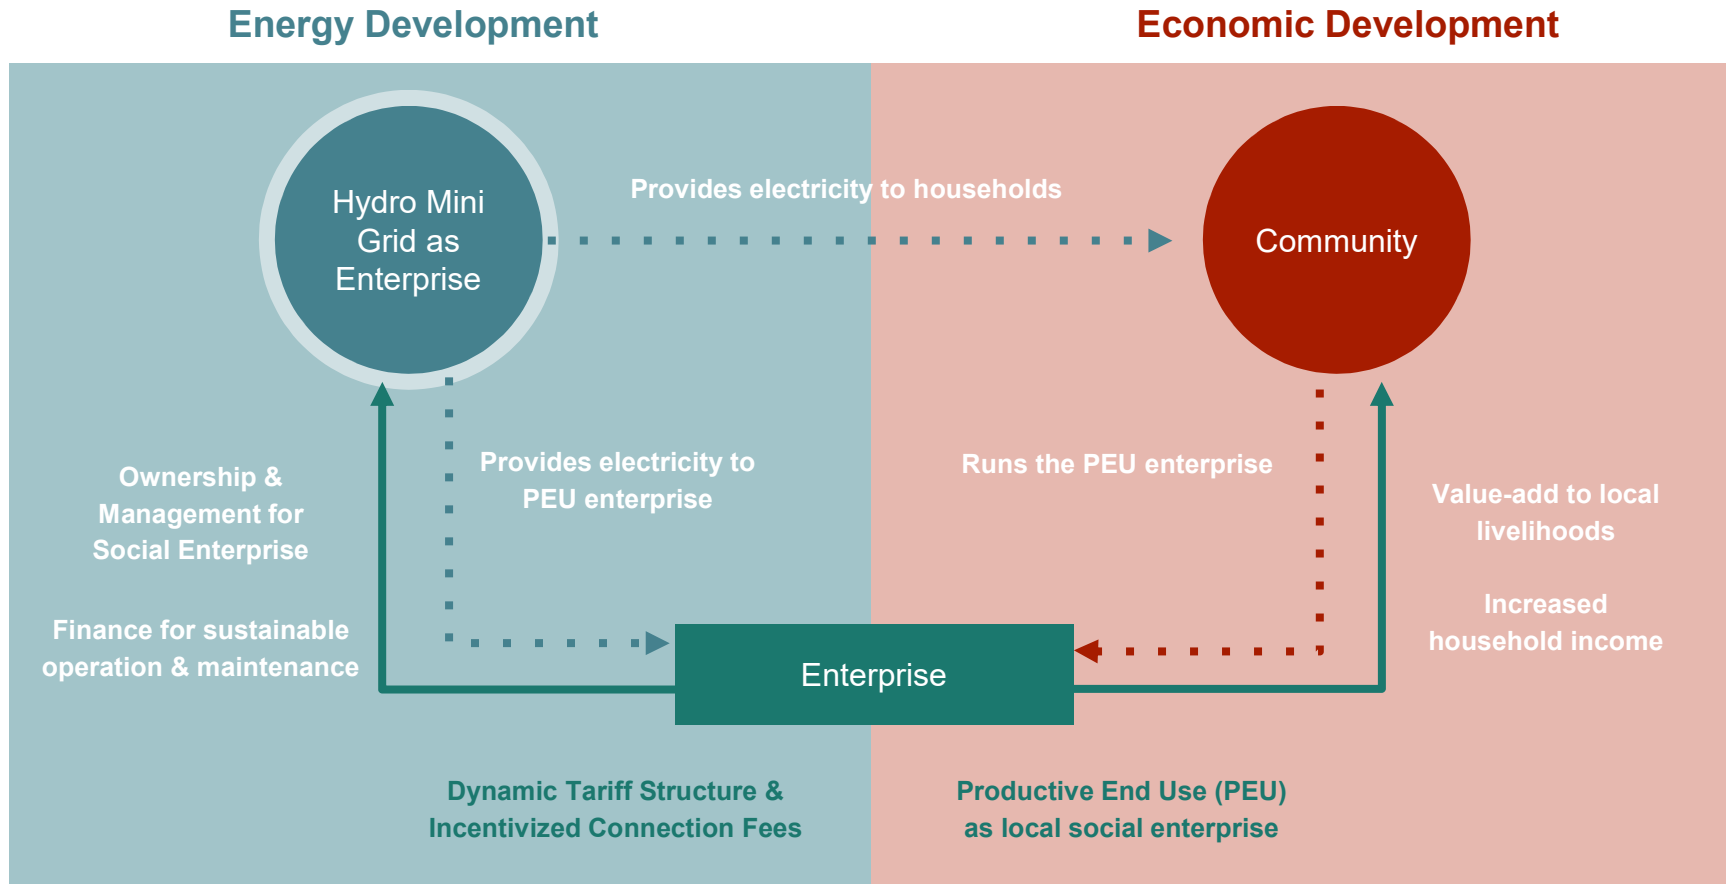 Energy Development
Economic Development
Hydro Mini
Grid as
Enterprise
Provides electricity to households
Community
Ownership &
Management for
Social Enterprise
Finance for sustainable
operation & maintenance
Provides electricity to
PEU enterprise
Runs the PEU enterprise
Value-add to local
livelihoods
Increased
household income
Enterprise
Dynamic Tariff Structure &
Incentivized Connection Fees
Productive End Use (PEU)
as local social enterprise